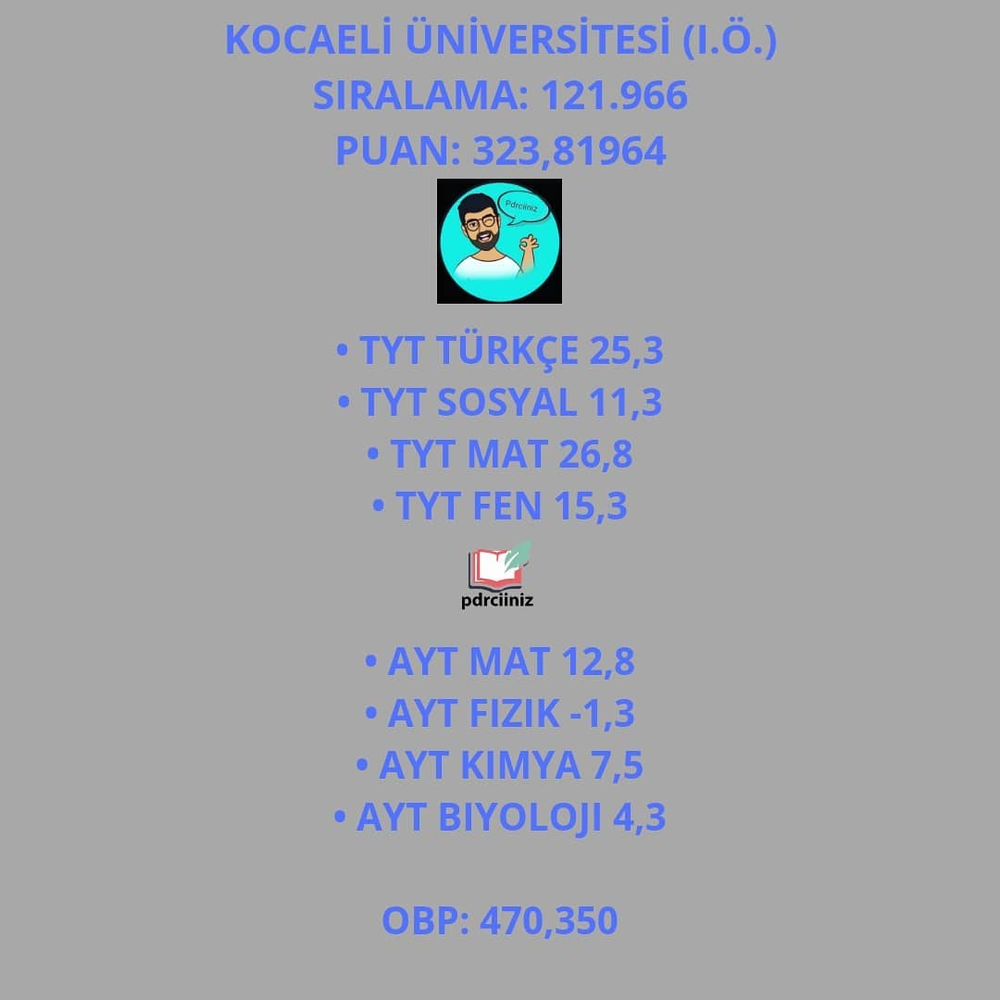 KOCAELİ ÜNİVERSİTESİ (I.Ö.)
SIRALAMA: 121.966
PUAN: 323,81964
Pdrciiniz
• TYT TÜRKÇE 25,3
• TYT SOSYAL 11,3
• TYT MAT 26,8
• TYT FEN 15,3
pdrciiniz
• AYT MAT 12,8
• AYT FIZIK -1,3
• AYT KIMYA 7,5
• AYT BIYOLOJI 4,3
OBP: 470,350